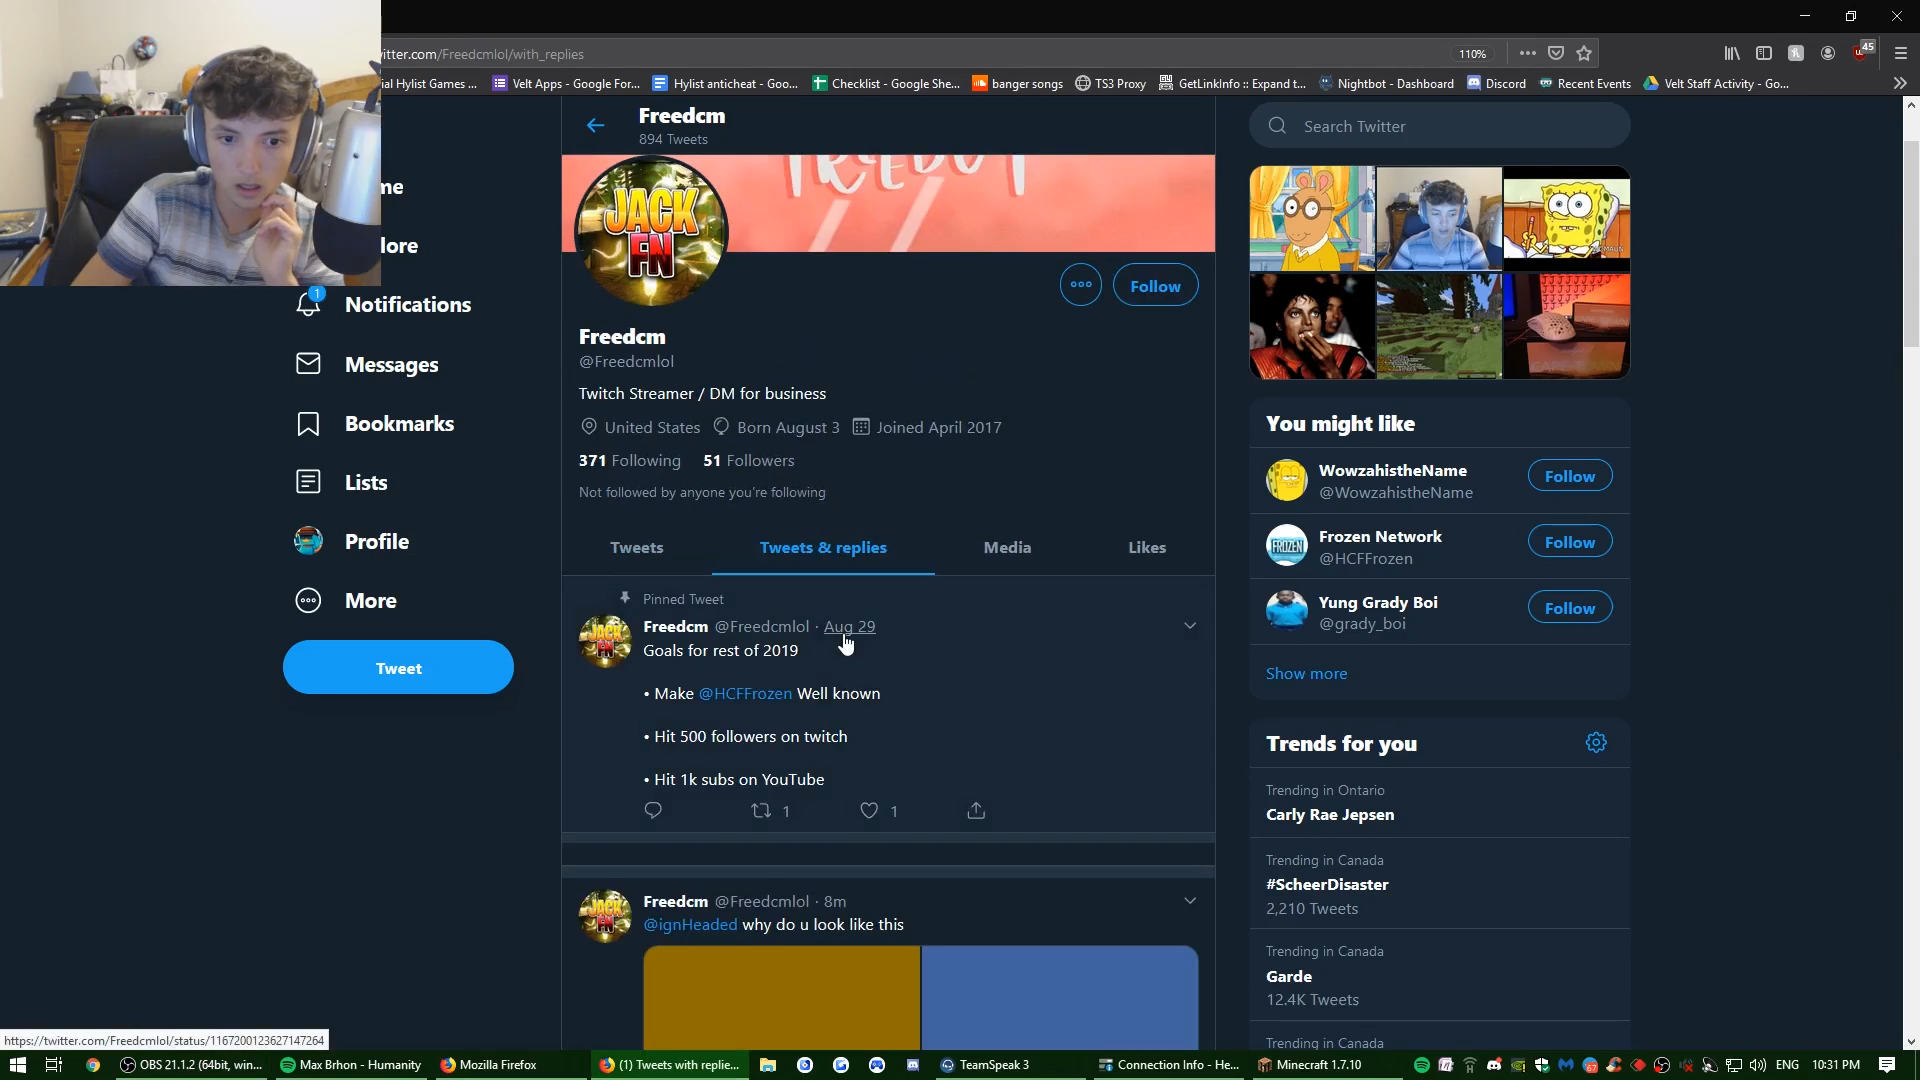 itter.com/Freedcmlol/with_replies
110%
45
ial Hylist Games ...
Velt Apps - Google For...
Hylist anticheat - Goo...
Checklist - Google She...
banger songs
TS3 Proxy
GetLinkInfo :: Expand t...
Nightbot - Dashboard
Discord
Recent Events
Velt Staff Activity - Go...
Freedcm
894 Tweets
Search Twitter
me
lore
1
Notifications
Messages
Bookmarks
Lists
Profile
More
Tweet
JACK
FN
Follow
Freedcm
@Freedcmlol
Twitch Streamer / DM for business
United States Born August 3 Joined April 2017
371 Following 51 Followers
Not followed by anyone you're following
Tweets
Tweets & replies
Media
Likes
Pinned Tweet
Freedcm @Freedcmlol · Aug 29
Goals for rest of 2019
• Make @HCFFrozen Well known
• Hit 500 followers on twitch
• Hit 1k subs on YouTube
1
1
Freedcm @Freedcmlol · 8m
@ignHeaded why do u look like this
You might like
WowzahistheName
@WowzahistheName
Follow
FROZEN
Frozen Network
@HCFFrozen
Follow
Yung Grady Boi
@grady_boi
Follow
Show more
Trends for you
Trending in Ontario
Carly Rae Jepsen
Trending in Canada
#ScheerDisaster
2,210 Tweets
Trending in Canada
Garde
12.4K Tweets
Trending in Canada
https://twitter.com/Freedcmlol/status/1167200123627147264
OBS 21.1.2 (64bit, win...
Max Brhon - Humanity
Mozilla Firefox
(1) Tweets with replie...
TeamSpeak 3
Connection Info - He...
Minecraft 1.7.10
67
ENG
10:31 PM